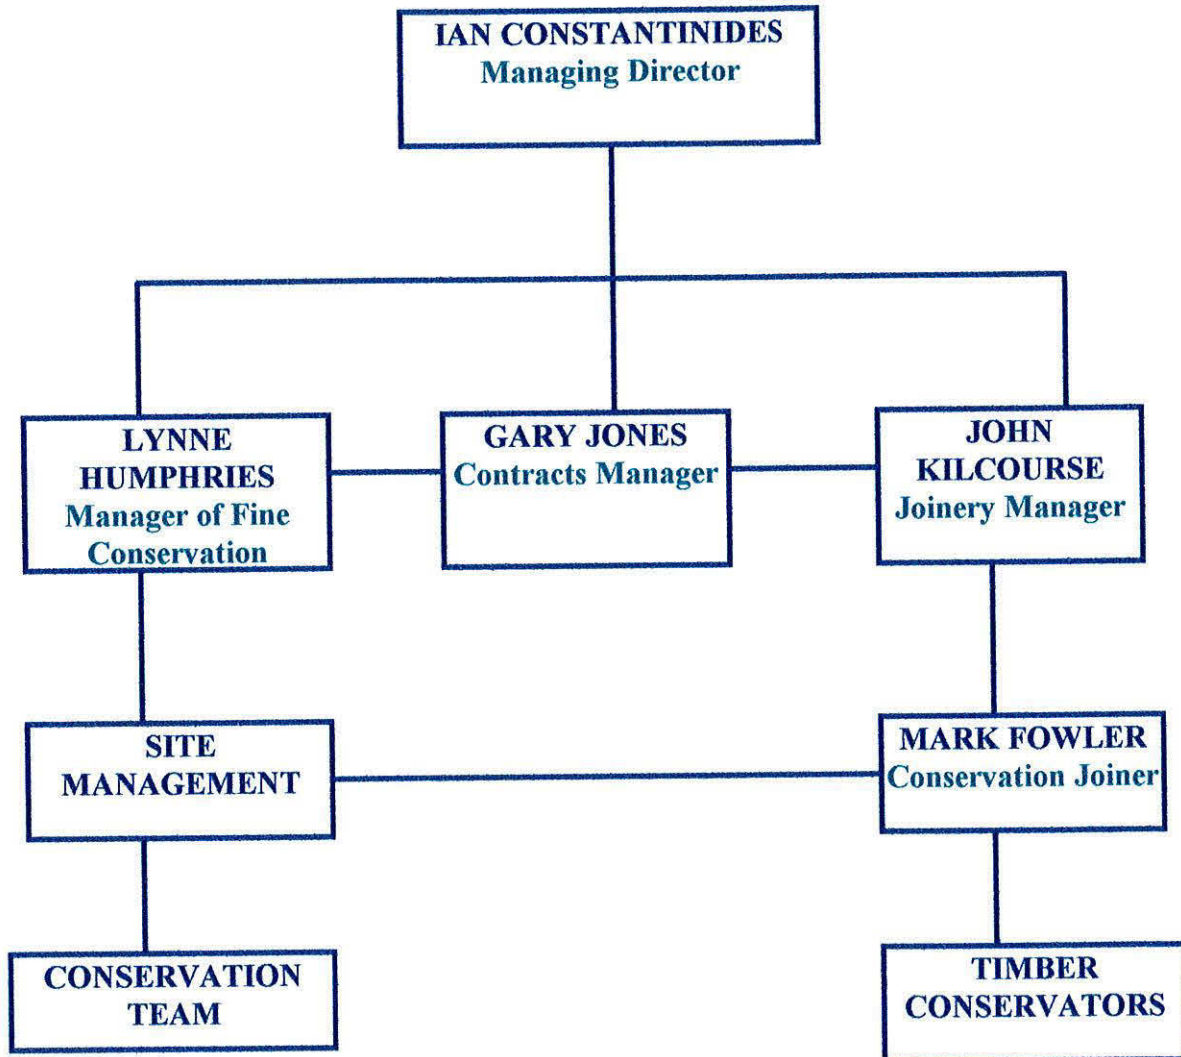 IAN CONSTANTINIDES
Managing Director
LYNNE
HUMPHRIES
Manager of Fine
Conservation
GARY JONES
Contracts Manager
JOHN
KILCOURSE
Joinery Manager
SITE
MANAGEMENT
MARK FOWLER
Conservation Joiner
CONSERVATION
TEAM
TIMBER
CONSERVATORS